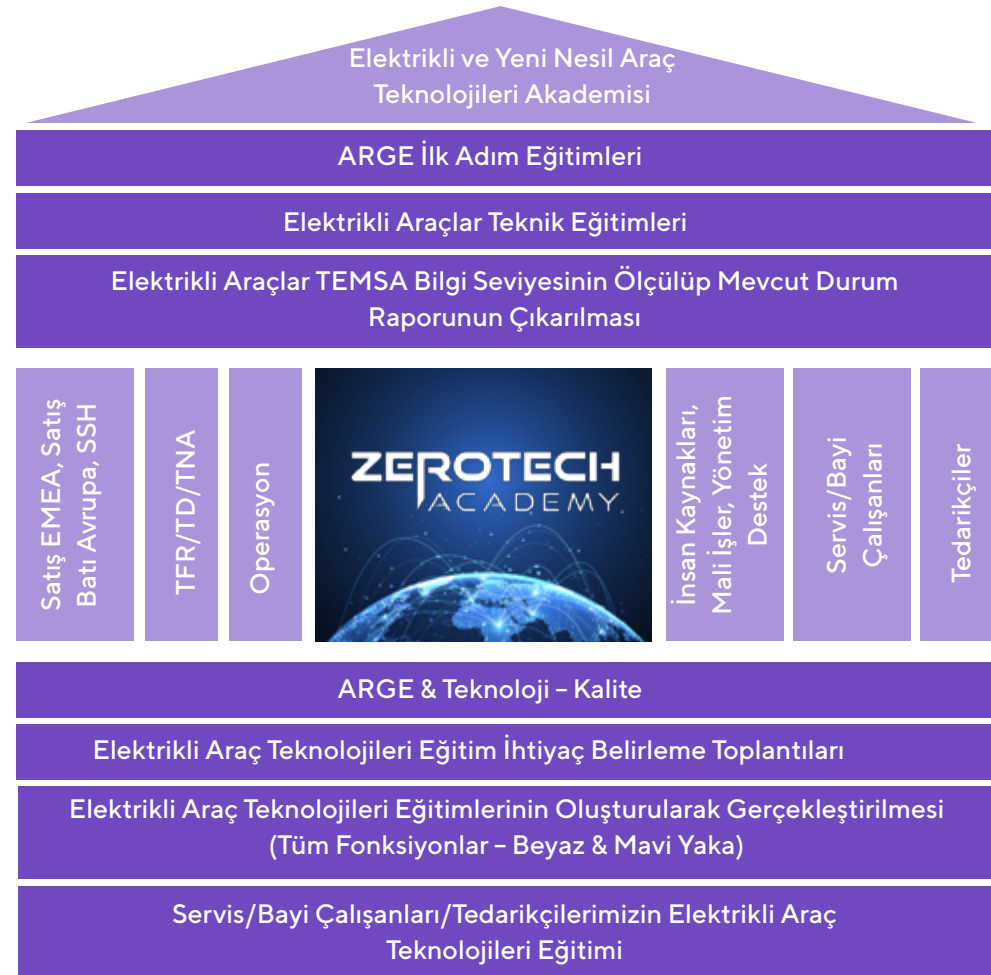 Elektrikli ve Yeni Nesil Araç
Teknolojileri Akademisi
ARGE İlk Adım Eğitimleri
Elektrikli Araçlar Teknik Eğitimleri
Elektrikli Araçlar TEMSA Bilgi Seviyesinin Ölçülüp Mevcut Durum
Raporunun Çıkarılması
Satış EMEA, Satış
Batı Avrupa, SSH
TFR/TD/TNA
Operasyon
ZEROTECH
ACADEMY
İnsan Kaynakları,
Mali İşler, Yönetim
Destek
Servis/Bayi
Çalışanları
Tedarikçiler
ARGE & Teknoloji – Kalite
Elektrikli Araç Teknolojileri Eğitim İhtiyaç Belirleme Toplantıları
Elektrikli Araç Teknolojileri Eğitimlerinin Oluşturularak Gerçekleştirilmesi
(Tüm Fonksiyonlar – Beyaz & Mavi Yaka)
Servis/Bayi Çalışanları/Tedarikçilerimizin Elektrikli Araç
Teknolojileri Eğitimi